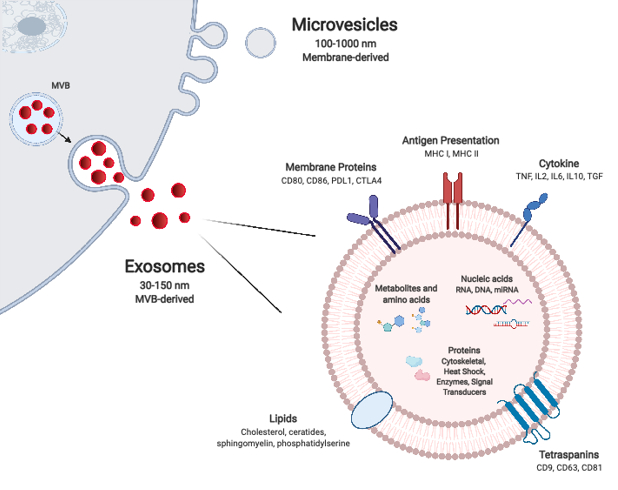 Microvesicles
100-1000 nm
Membrane-derived
MVB
Exosomes
30-150 nm
MVB-derived
Membrane Proteins
CD80, CD86, PDL1, CTLA4
Antigen Presentation
MHC I, MHC II
Cytokine
TNF, IL2, IL6, IL10, TGF
Metabolites and
amino acids
Nucleic acids
RNA, DNA, miRNA
Proteins
Cytoskeletal,
Heat Shock,
Enzymes, Signal
Transducers
Lipids
Cholesterol, ceratides,
sphingomyelin, phosphatidylserine
Tetraspanins
CD9, CD63, CD81